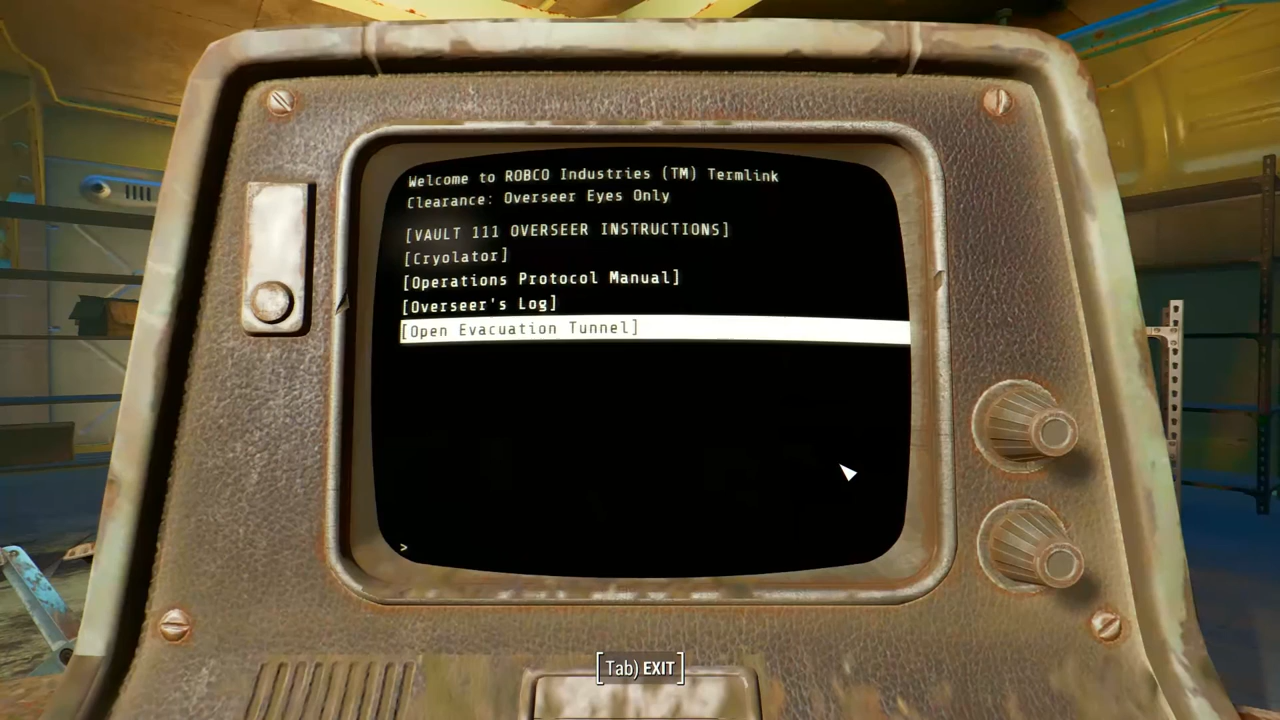 Welcome to ROBCO Industries (TM) Termlink
Clearance: Overseer Eyes Only
[VAULT 111 OVERSEER INSTRUCTIONS]
[Cryolator]
[Operations Protocol Manual]
[Overseer's Log]
[Open Evacuation Tunnel]
>
[Tab) EXIT]